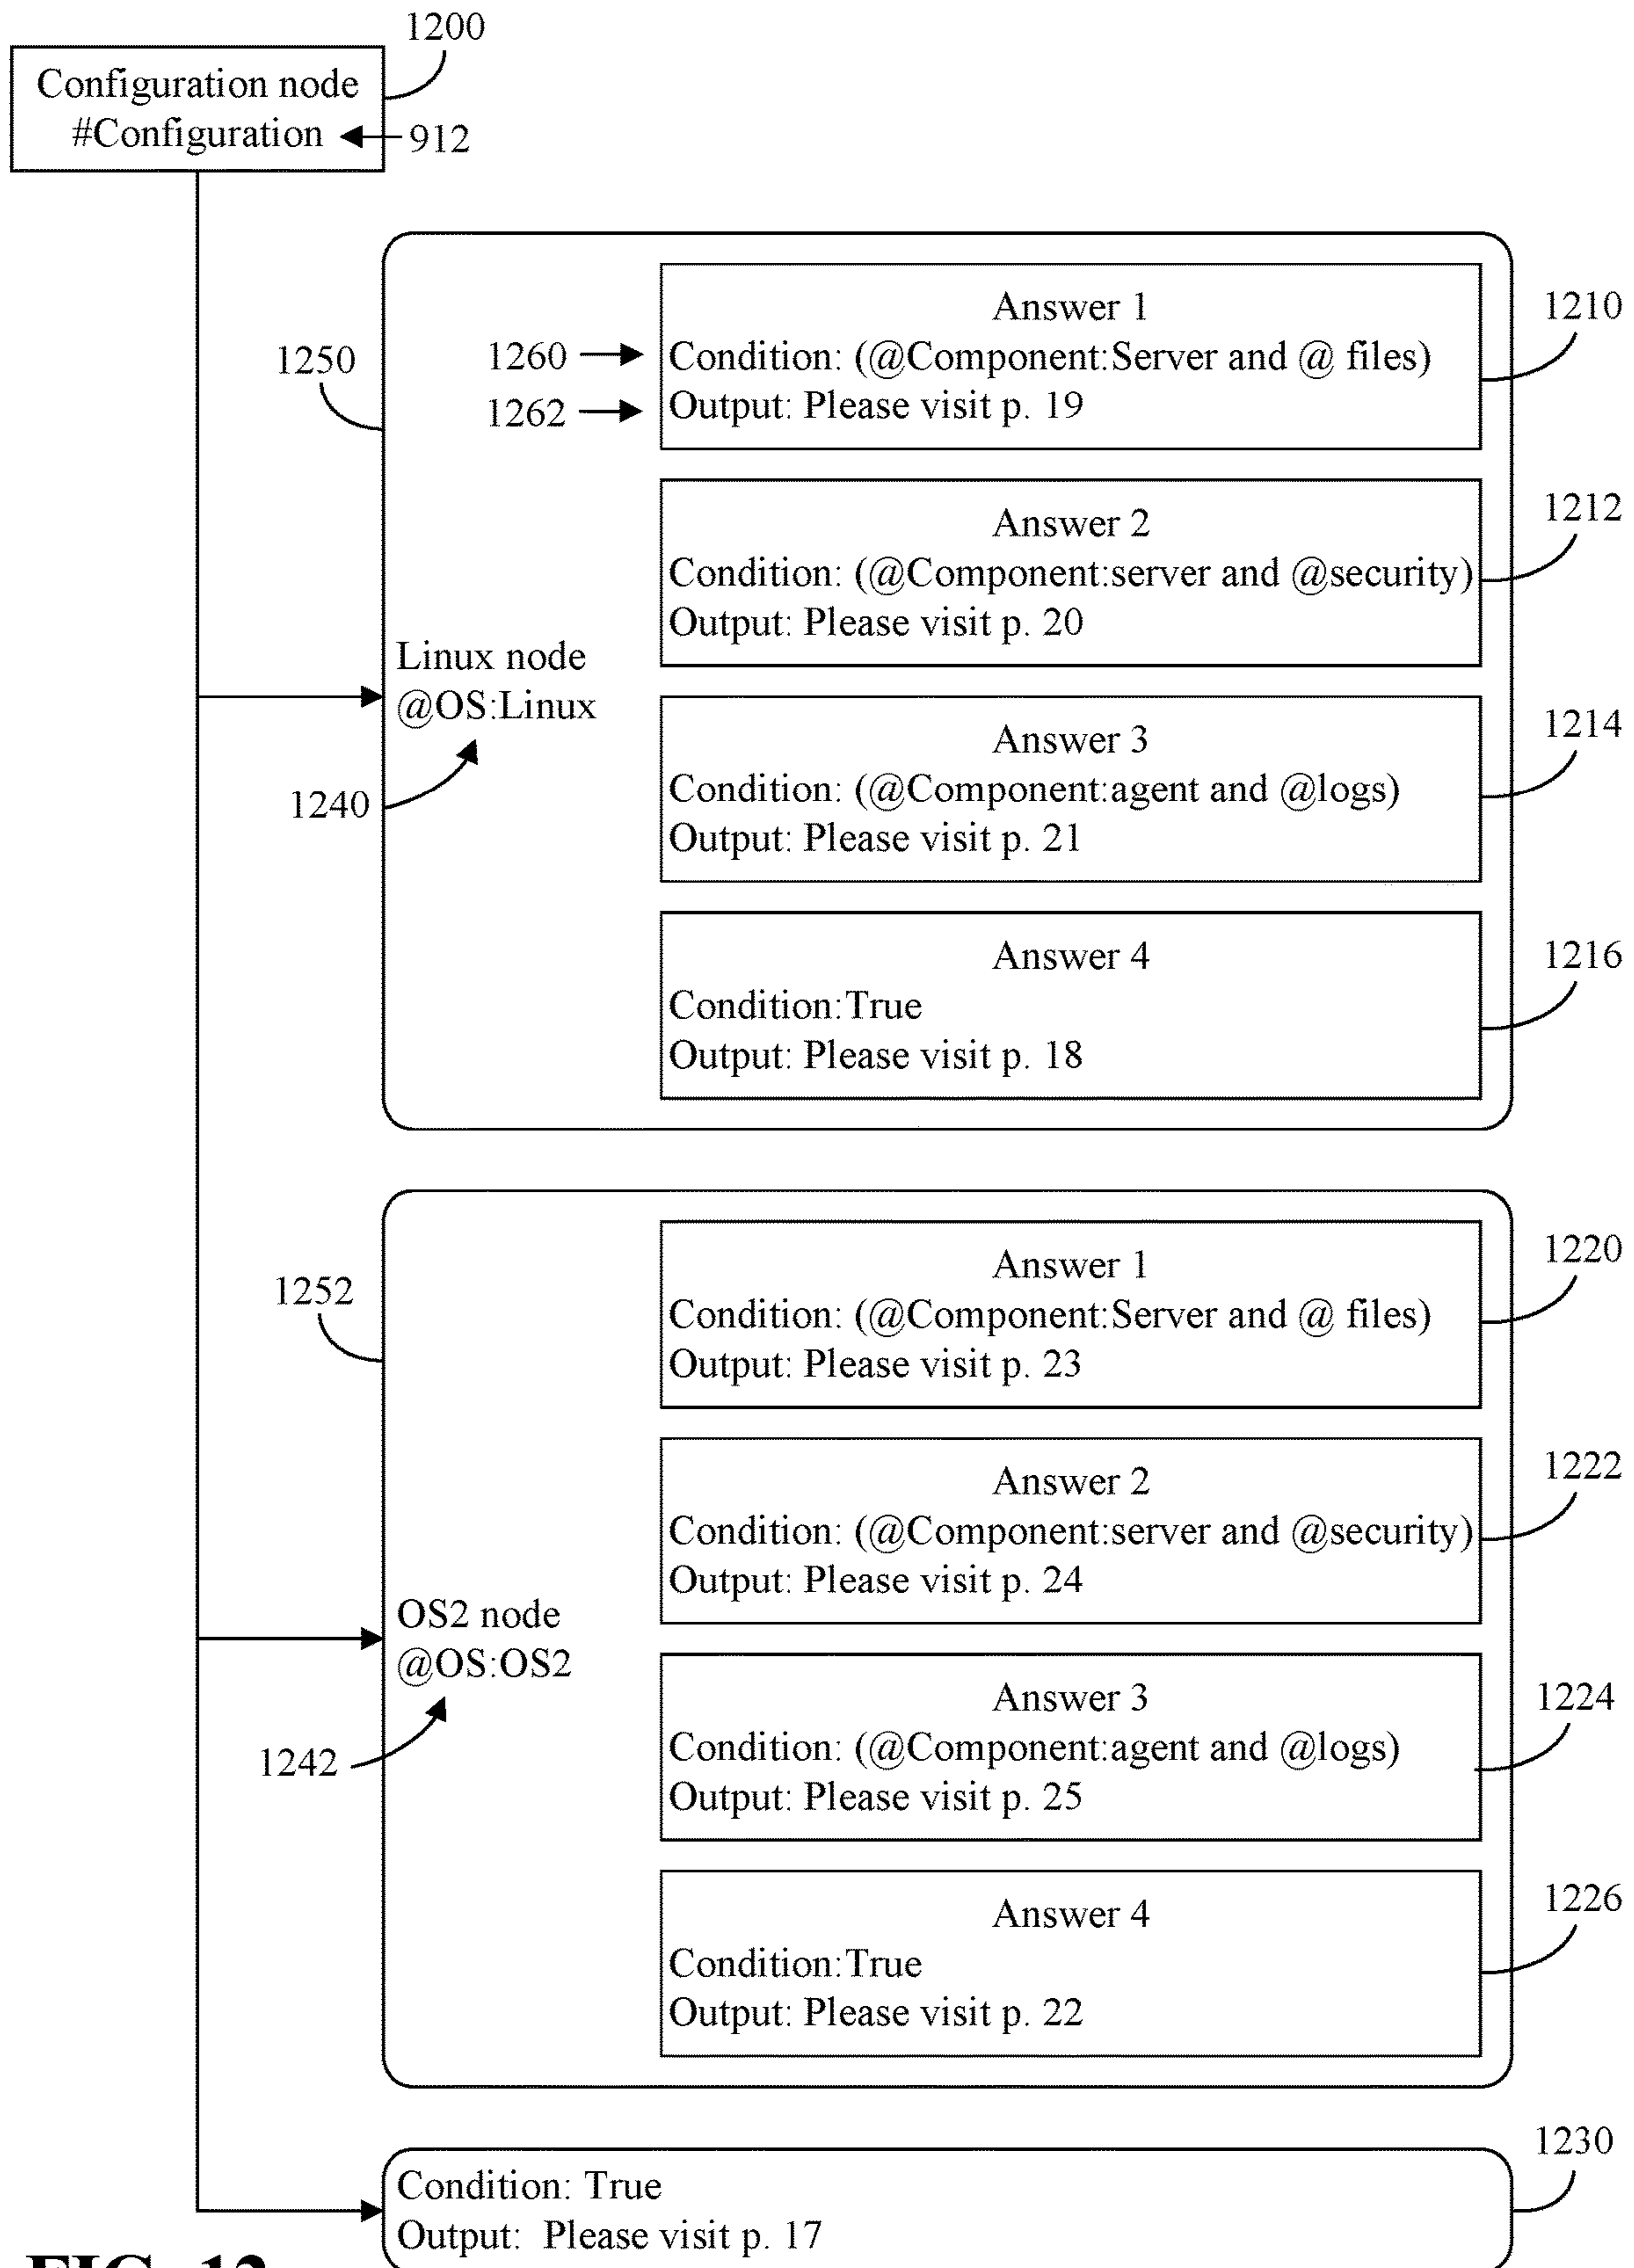 1200
Configuration node
#Configuration
912
Answer 1
1210
1250
1260
Condition: (@Component:Server and @ files)
1262
Output: Please visit p. 19
Answer 2
1212
Condition: (@Component:server and @security)
Output: Please visit p. 20
Linux node
@OS:Linux
1240
Answer 3
1214
Condition: (@Component:agent and @logs)
Output: Please visit p. 21
Answer 4
1216
Condition:True
Output: Please visit p. 18
Answer 1
1220
1252
Condition: (@Component:Server and @ files)
Output: Please visit p. 23
Answer 2
1222
Condition: (@Component:server and @security)
Output: Please visit p. 24
OS2 node
@OS:OS2
1242
Answer 3
1224
Condition: (@Component:agent and @logs)
Output: Please visit p. 25
Answer 4
1226
Condition:True
Output: Please visit p. 22
1230
Condition: True
Output: Please visit p. 17